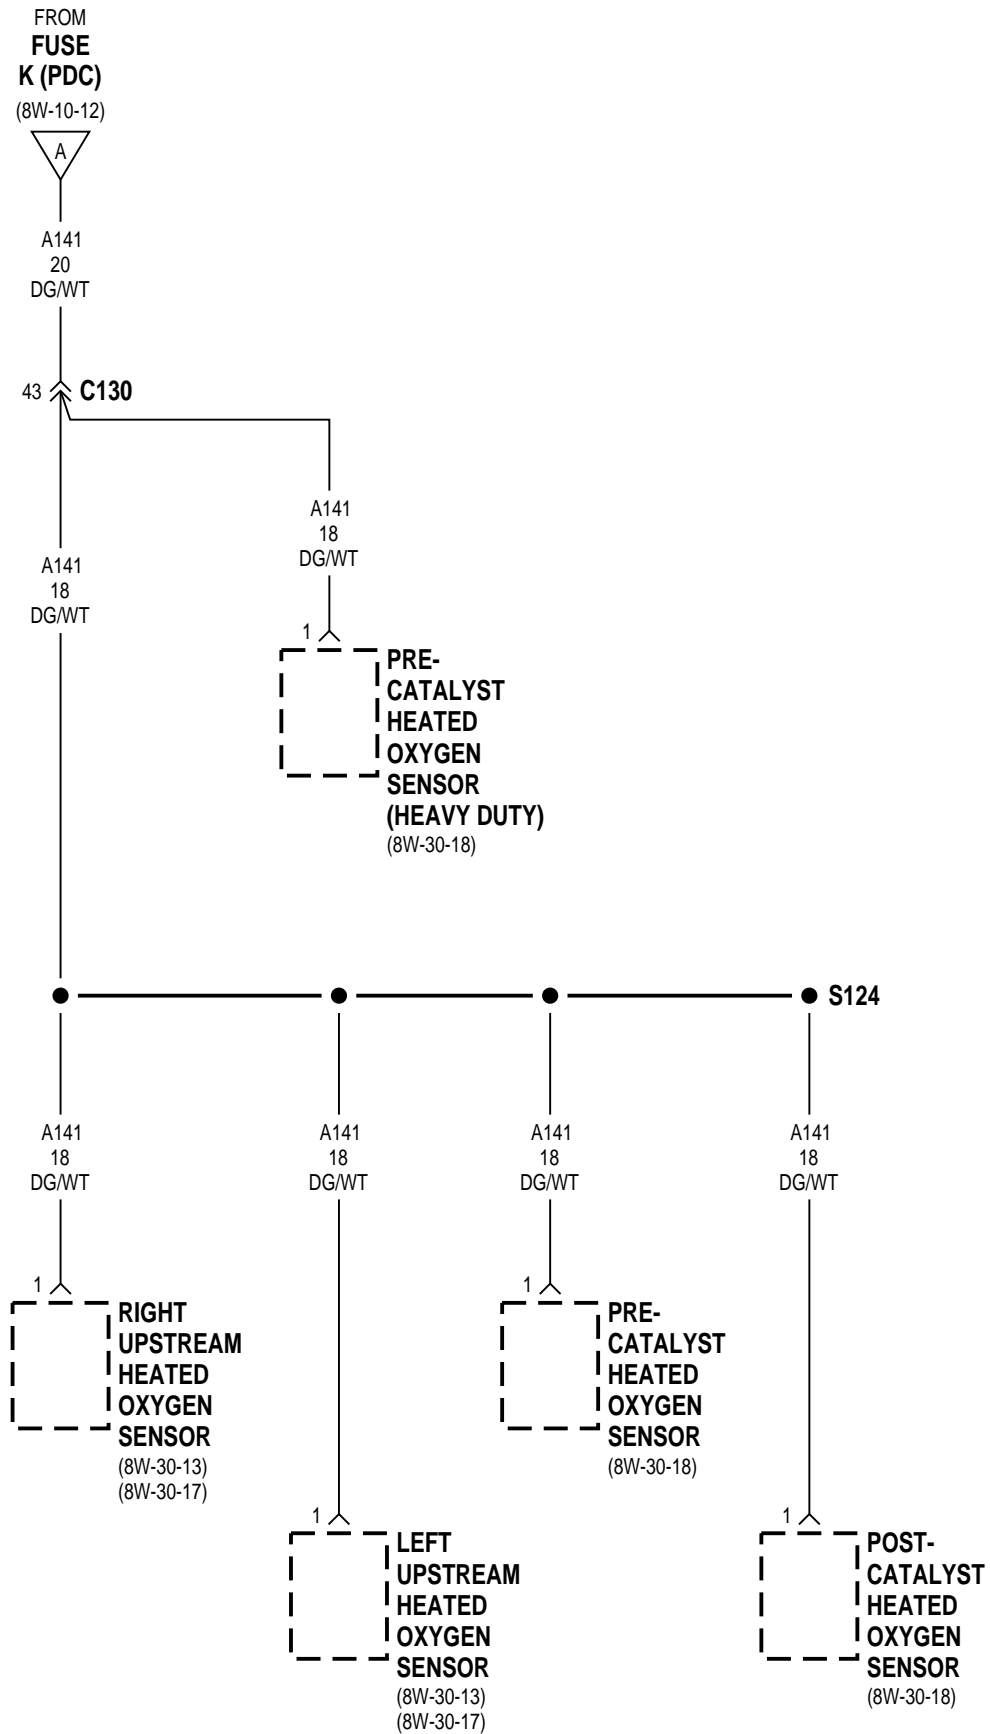 FROM
FUSE
K (PDC)
(8W-10-12)
A
A141
20
DG/WT
43
C130
A141
18
DG/WT
A141
18
DG/WT
1
PRE-
CATALYST
HEATED
OXYGEN
SENSOR
(HEAVY DUTY)
(8W-30-18)
S124
A141
18
DG/WT
A141
18
DG/WT
A141
18
DG/WT
A141
18
DG/WT
1
RIGHT
UPSTREAM
HEATED
OXYGEN
SENSOR
(8W-30-13)
(8W-30-17)
1
PRE-
CATALYST
HEATED
OXYGEN
SENSOR
(8W-30-18)
1
LEFT
UPSTREAM
HEATED
OXYGEN
SENSOR
(8W-30-13)
(8W-30-17)
1
POST-
CATALYST
HEATED
OXYGEN
SENSOR
(8W-30-18)